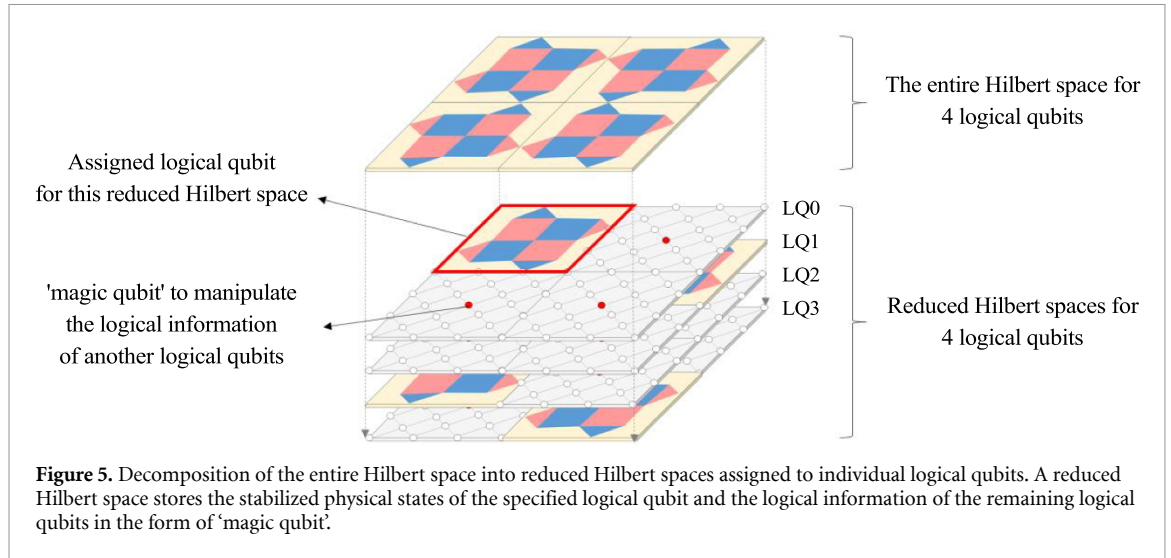 The entire Hilbert space for
4 logical qubits
Assigned logical qubit
for this reduced Hilbert space
LQ0
LQ1
LQ2
LQ3
'magic qubit' to manipulate
the logical information
of another logical qubits
Reduced Hilbert spaces for
4 logical qubits
Figure 5. Decomposition of the entire Hilbert space into reduced Hilbert spaces assigned to individual logical qubits. A reduced
Hilbert space stores the stabilized physical states of the specified logical qubit and the logical information of the remaining logical
qubits in the form of ‘magic qubit’.